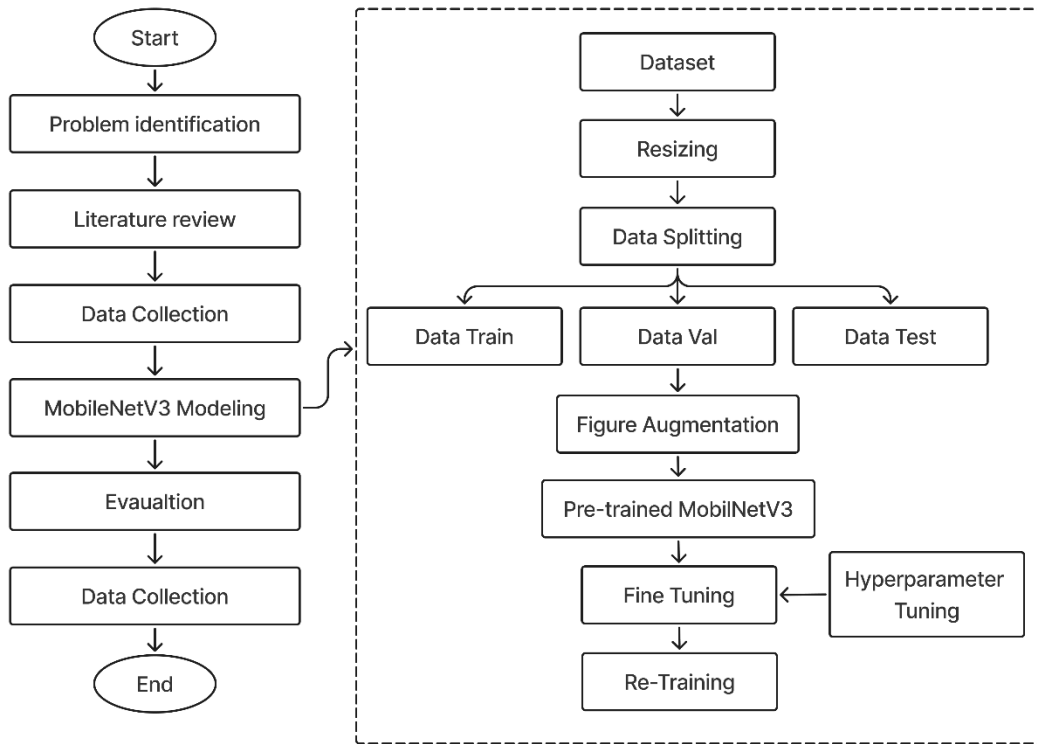 Start
Problem identification
Literature review
Data Collection
MobileNetV3 Modeling
Evaualtion
Data Collection
End
Dataset
Resizing
Data Splitting
Data Train
Data Val
Data Test
Figure Augmentation
Pre-trained MobilNetV3
Fine Tuning
Hyperparameter
Tuning
Re-Training